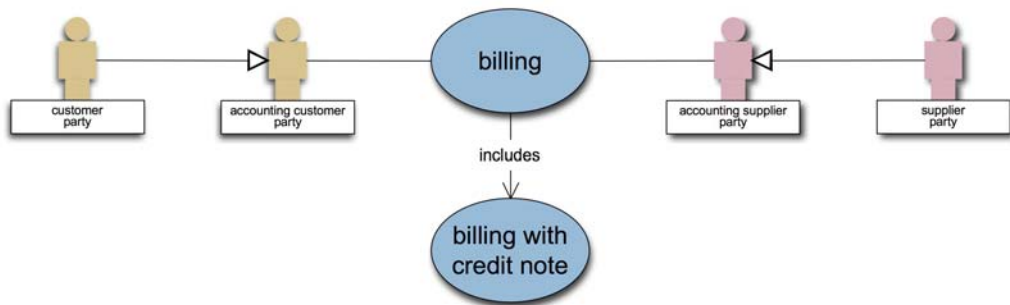 billing
customer
party
accounting customer
party
accounting supplier
party
supplier
party
includes
billing with
credit note